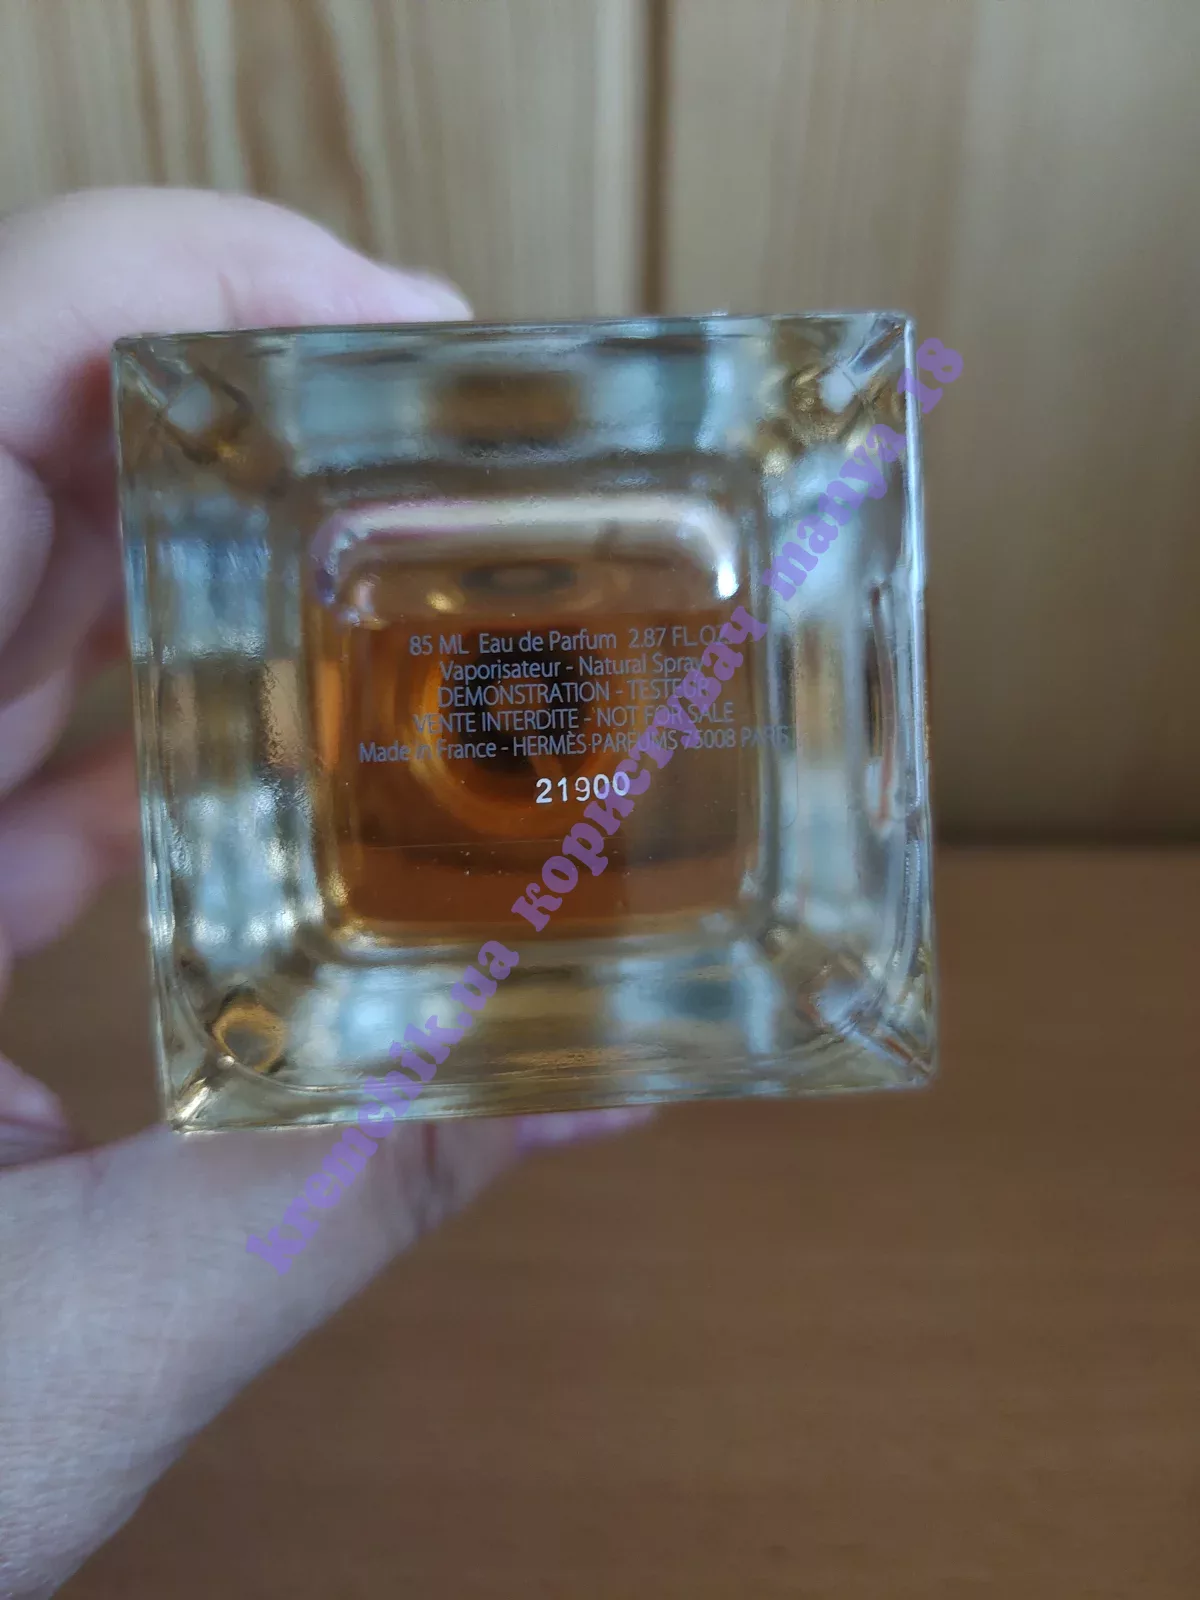 85 ML Eau de Parfum 2.87 FL.OZ
Vaporisateur - Natural Spray
DEMONSTRATION - TESTEUR
VENTE INTERDITE - NOT FOR SALE
Made in France - HERMÈS PARFUMS 75008 PARIS
21900
kremchik.ua користувач manya 18